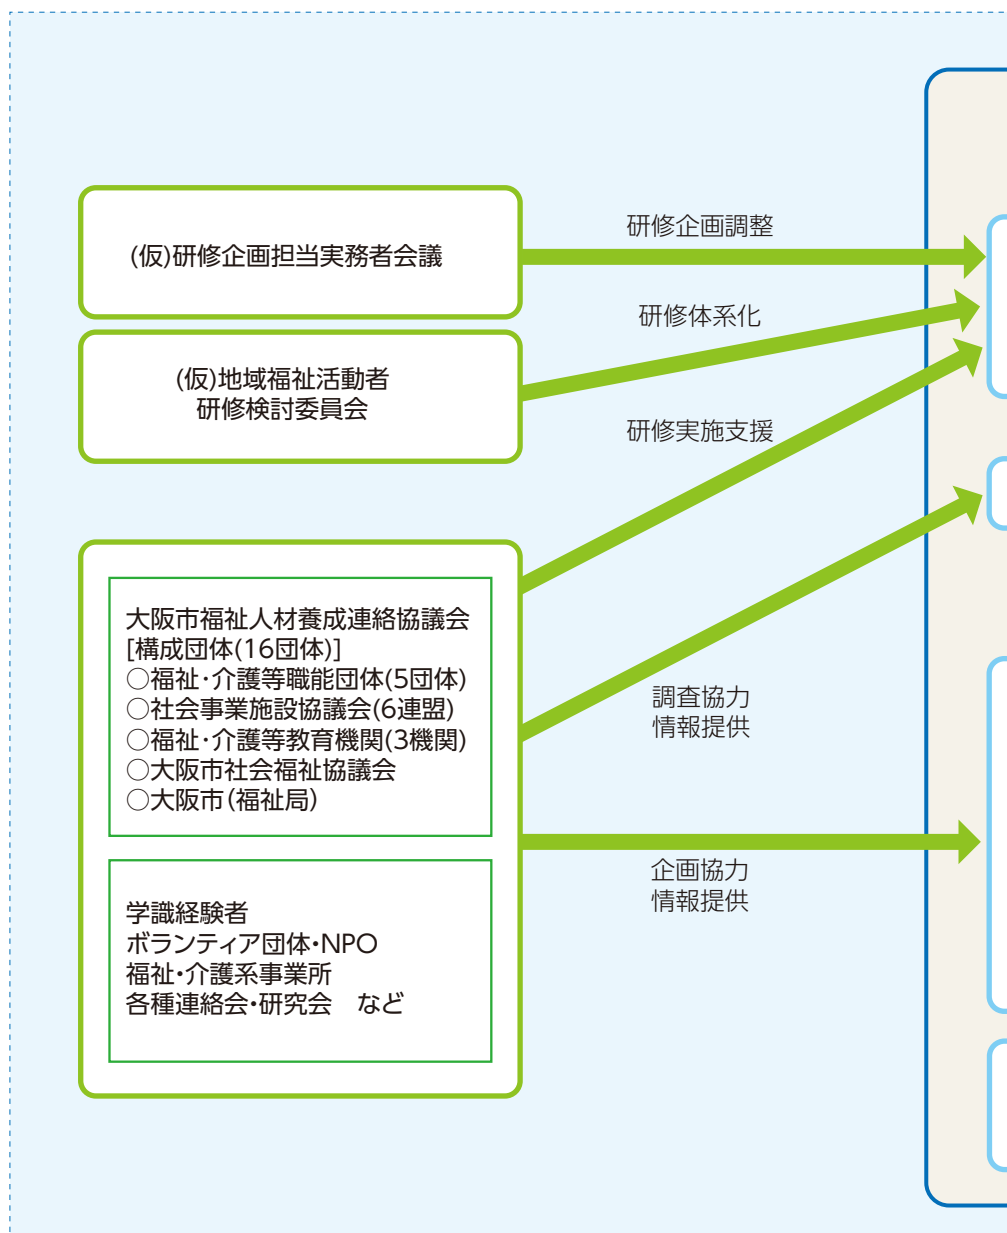 (仮)研修企画担当実務者会議
研修企画調整
(仮)地域福祉活動者
研修検討委員会
研修体系化
研修実施支援
大阪市福祉人材養成連絡協議会
[構成団体(16団体)]
○福祉・介護等職能団体(5団体)
○社会事業施設協議会(6連盟)
○福祉・介護等教育機関(3機関)
○大阪市社会福祉協議会
○大阪市(福祉局)
調査協力
情報提供
企画協力
情報提供
学識経験者
ボランティア団体・NPO
福祉・介護系事業所
各種連絡会・研究会　など